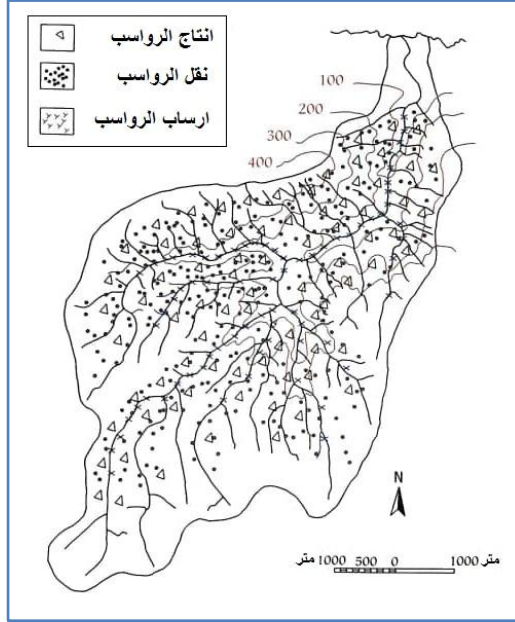 انتاج الرواسب
نقل الرواسب
ارساب الرواسب
100
200
300
400
N
1000 500 0 1000 متر
متر